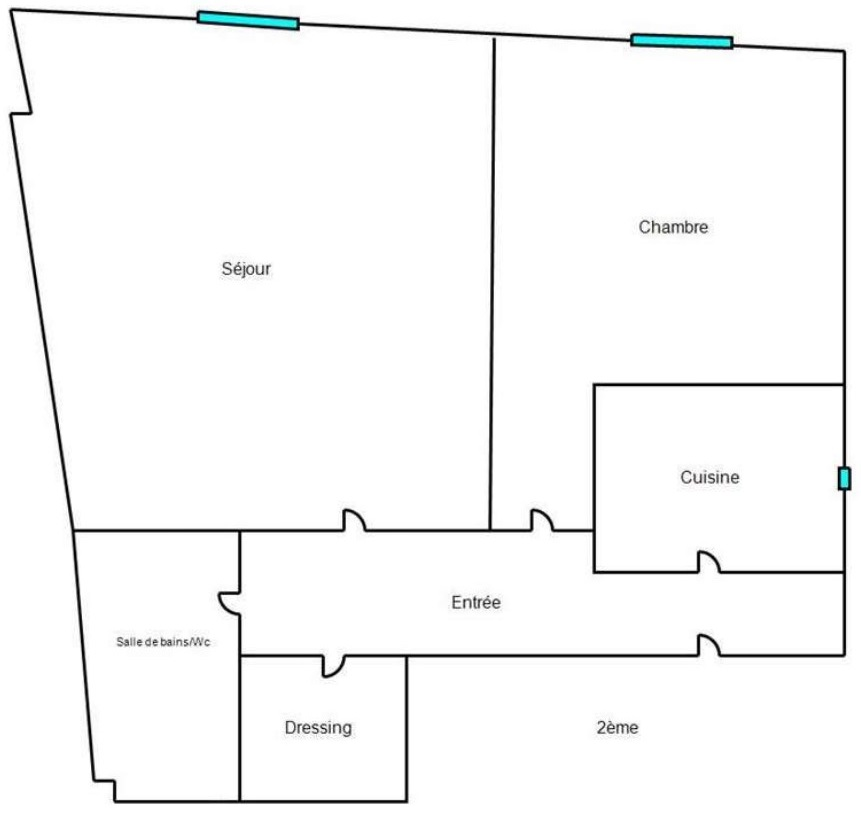 Chambre
Séjour
Cuisine
Entrée
Salle de bains/Wc
Dressing
2ème